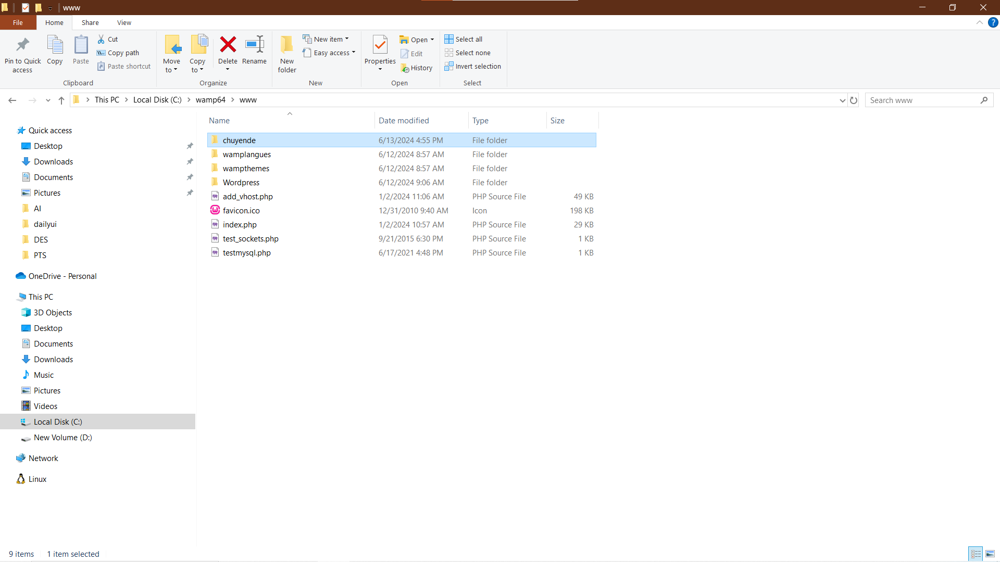 www
File Home Share View
Pin to Quick access
Copy
Paste
Cut
Copy path
Paste shortcut
Clipboard
Move to
Copy to
Delete
Rename
Organize
New folder
New item
Easy access
New
Properties
Open
Edit
History
Open
Select all
Select none
Invert selection
Select
This PC Local Disk (C:) wamp64 www
Search www
Quick access
Desktop
Downloads
Documents
Pictures
AI
dailyui
DES
PTS
OneDrive - Personal
This PC
3D Objects
Desktop
Documents
Downloads
Music
Pictures
Videos
Local Disk (C:)
New Volume (D:)
Network
Linux
Name Date modified Type Size
chuyende 6/13/2024 4:55 PM File folder
wamplangues 6/12/2024 8:57 AM File folder
wampthemes 6/12/2024 8:57 AM File folder
Wordpress 6/12/2024 9:06 AM File folder
add_vhost.php 1/2/2024 11:06 AM PHP Source File 49 KB
favicon.ico 12/31/2010 9:40 AM Icon 198 KB
index.php 1/2/2024 10:57 AM PHP Source File 29 KB
test_sockets.php 9/21/2015 6:30 PM PHP Source File 1 KB
testmysql.php 6/17/2021 4:48 PM PHP Source File 1 KB
9 items 1 item selected